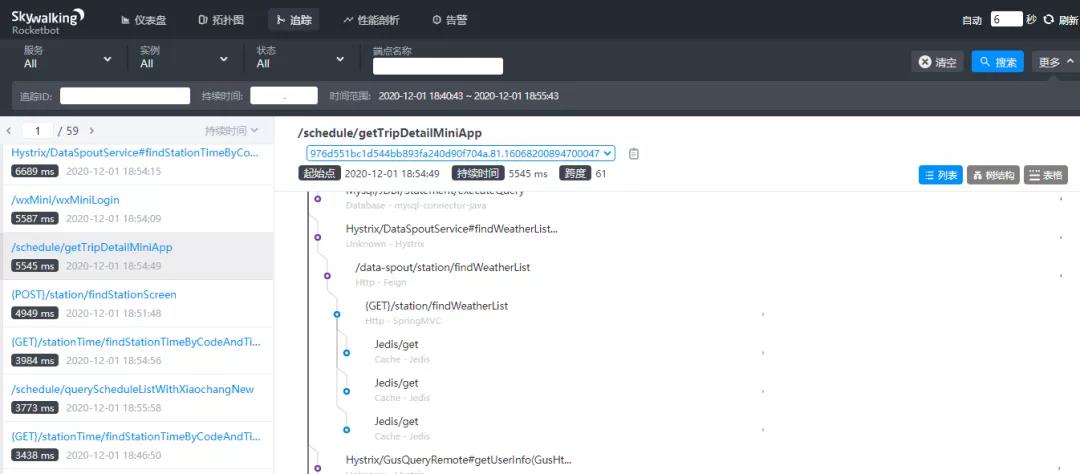 Skywalking
Rocketbot
仪表盘
拓扑图
追踪
性能剖析
告警
自动 6 秒 刷新
服务
All
实例
All
状态
All
端点名称
清空
搜索
更多
追踪ID:
持续时间: -
时间范围: 2020-12-01 18:40:43 ~ 2020-12-01 18:55:43
1 / 59
持续时间
Hystrix/DataSpoutService#findStationTimeByCo...
6689 ms 2020-12-01 18:54:15
/wxMini/wxMiniLogin
5587 ms 2020-12-01 18:54:09
/schedule/getTripDetailMiniApp
5545 ms 2020-12-01 18:54:49
{POST}/station/findStationScreen
4949 ms 2020-12-01 18:51:48
{GET}/stationTime/findStationTimeByCodeAndTi...
3984 ms 2020-12-01 18:54:56
/schedule/queryScheduleListWithXiaochangNew
3773 ms 2020-12-01 18:55:58
{GET}/stationTime/findStationTimeByCodeAndTi...
3438 ms 2020-12-01 18:46:50
/schedule/getTripDetailMiniApp
976d551bc1d544bb893fa240d90f704a.81.16068200894700047
起始点 2020-12-01 18:54:49 持续时间 5545 ms 跨度 61
列表
树结构
表格
Mysql/JDBI/Statement/executeQuery
Database - mysql-connector-java
Hystrix/DataSpoutService#findWeatherList...
Unknown - Hystrix
/data-spout/station/findWeatherList
Http - Feign
{GET}/station/findWeatherList
Http - SpringMVC
Jedis/get
Cache - Jedis
Jedis/get
Cache - Jedis
Jedis/get
Cache - Jedis
Hystrix/GusQueryRemote#getUserInfo(GusHt...
Unknown - Hystrix